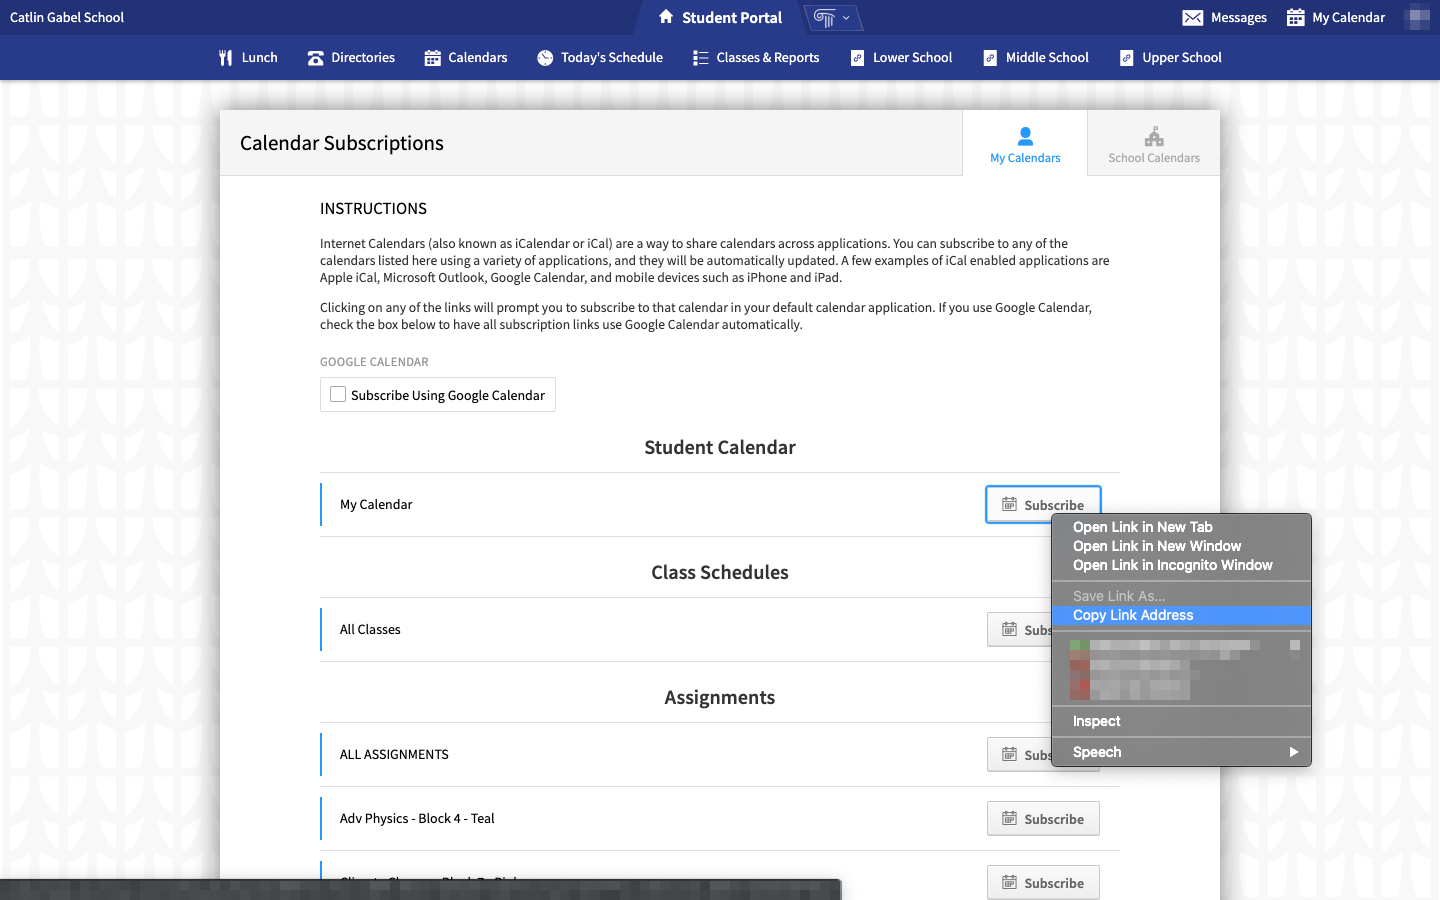 Catlin Gabel School
Student Portal
Messages
My Calendar
Lunch
Directories
Calendars
Today's Schedule
Classes & Reports
Lower School
Middle School
Upper School
Calendar Subscriptions
My Calendars
School Calendars
INSTRUCTIONS
Internet Calendars (also known as iCalendar or iCal) are a way to share calendars across applications. You can subscribe to any of the
calendars listed here using a variety of applications, and they will be automatically updated. A few examples of iCal enabled applications are
Apple iCal, Microsoft Outlook, Google Calendar, and mobile devices such as iPhone and iPad.
Clicking on any of the links will prompt you to subscribe to that calendar in your default calendar application. If you use Google Calendar,
check the box below to have all subscription links use Google Calendar automatically.
GOOGLE CALENDAR
Subscribe Using Google Calendar
Student Calendar
My Calendar
Subscribe
Open Link in New Tab
Open Link in New Window
Open Link in Incognito Window
Save Link As...
Copy Link Address
Inspect
Speech
Class Schedules
All Classes
Subs
Assignments
ALL ASSIGNMENTS
Subs
Adv Physics - Block 4 - Teal
Subscribe
Subscribe